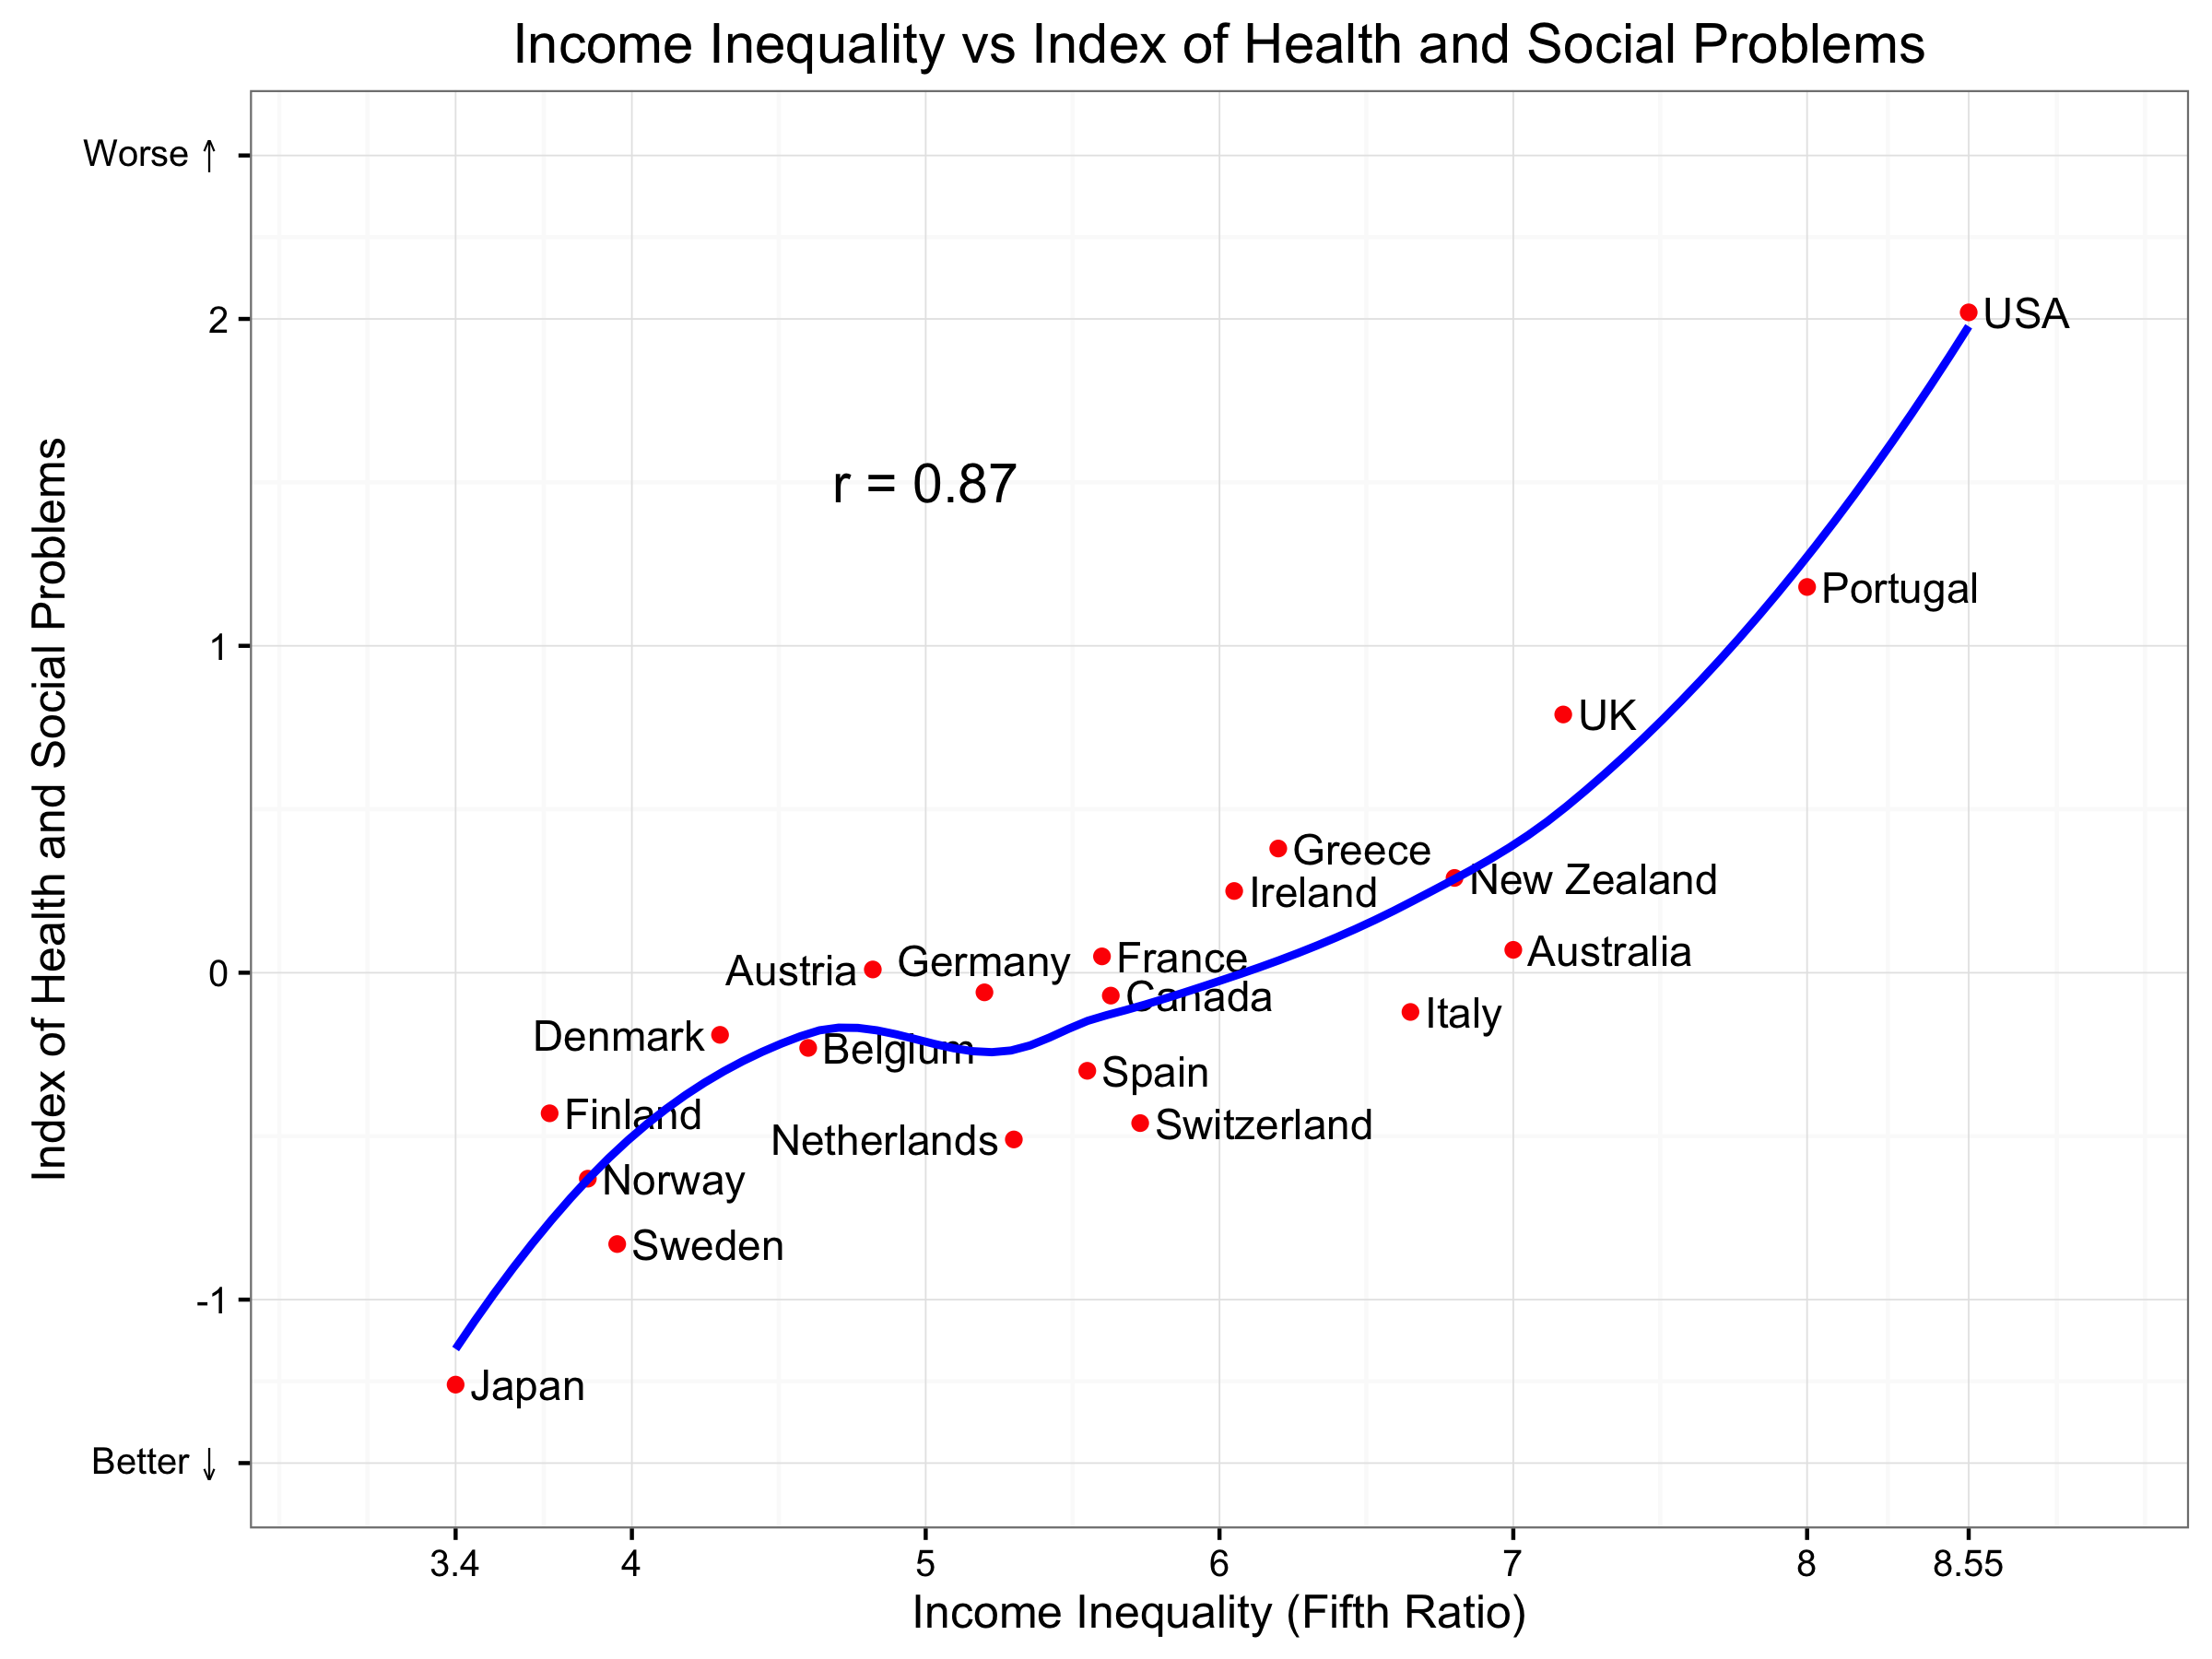 Income Inequality vs Index of Health and Social Problems
Worse ↑
2
1
0
-1
Better ↓
Index of Health and Social Problems
r = 0.87
USA
Portugal
UK
Greece
New Zealand
Ireland
Australia
France
Germany
Austria
Canada
Italy
Denmark
Belgium
Spain
Finland
Switzerland
Netherlands
Norway
Sweden
Japan
3.4 4 5 6 7 8 8.55
Income Inequality (Fifth Ratio)